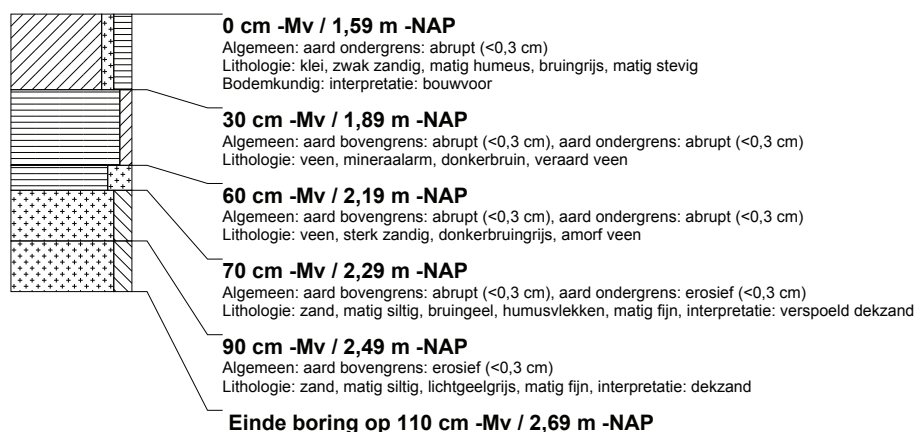 0 cm -Mv / 1,59 m -NAP
Algemeen: aard ondergrens: abrupt (<0,3 cm)
Lithologie: klei, zwak zandig, matig humeus, bruingrijs, matig stevig
Bodemkundig: interpretatie: bouwvoor
30 cm -Mv / 1,89 m -NAP
Algemeen: aard bovengrens: abrupt (<0,3 cm), aard ondergrens: abrupt (<0,3 cm)
Lithologie: veen, mineraalarm, donkerbruin, veraard veen
60 cm -Mv / 2,19 m -NAP
Algemeen: aard bovengrens: abrupt (<0,3 cm), aard ondergrens: abrupt (<0,3 cm)
Lithologie: veen, sterk zandig, donkerbruingrijs, amorf veen
70 cm -Mv / 2,29 m -NAP
Algemeen: aard bovengrens: abrupt (<0,3 cm), aard ondergrens: erosief (<0,3 cm)
Lithologie: zand, matig siltig, bruingeel, humusvlekken, matig fijn, interpretatie: verspoeld dekzand
90 cm -Mv / 2,49 m -NAP
Algemeen: aard bovengrens: erosief (<0,3 cm)
Lithologie: zand, matig siltig, lichtgeelgrijs, matig fijn, interpretatie: dekzand
Einde boring op 110 cm -Mv / 2,69 m -NAP